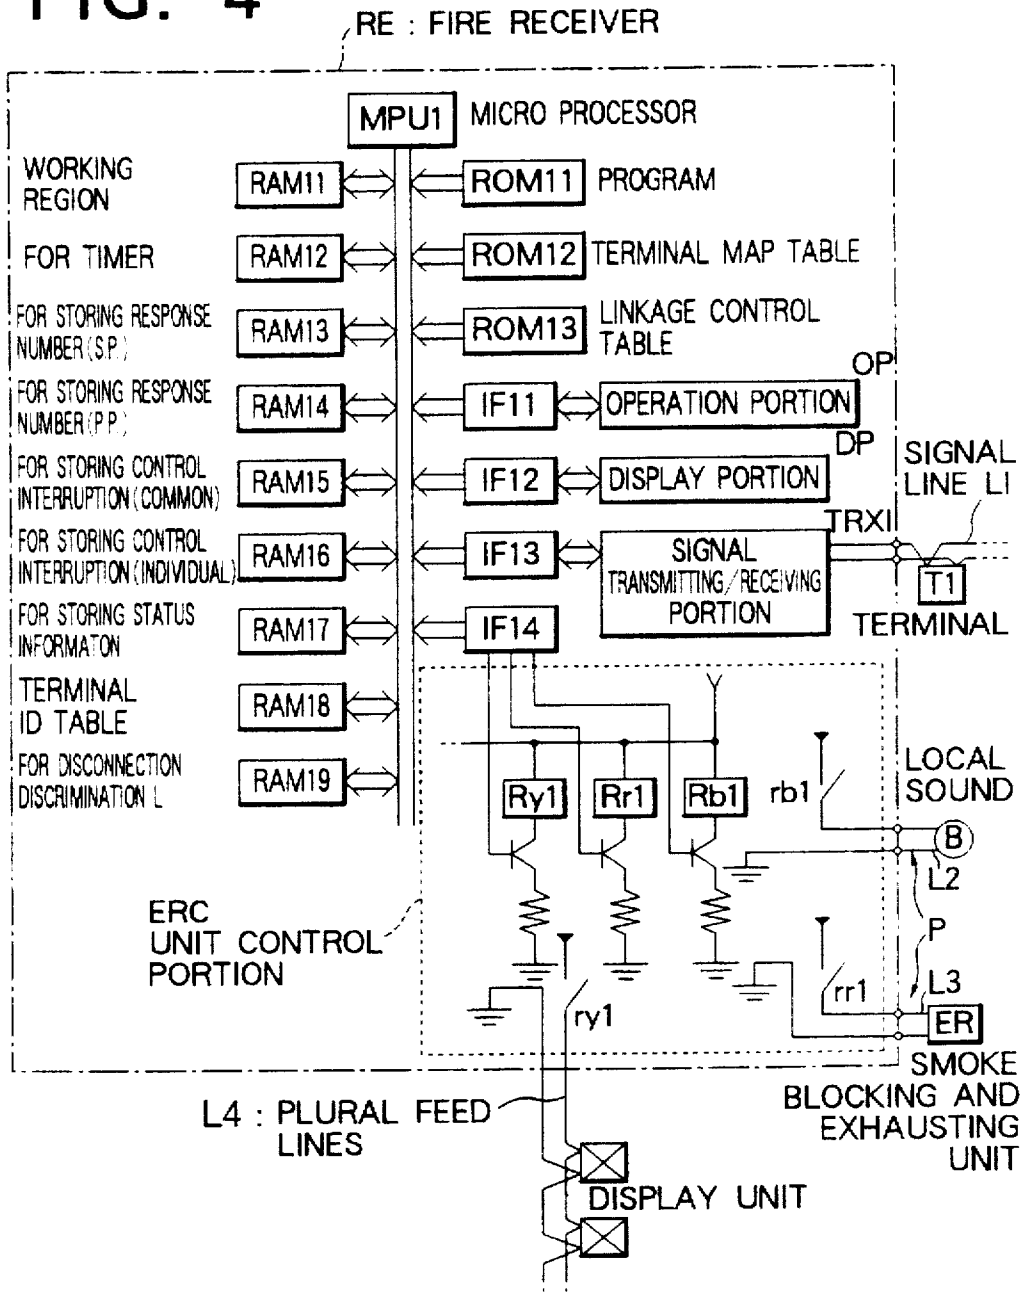 FIG. 4
RE : FIRE RECEIVER
MPU1 MICRO PROCESSOR
WORKING
REGION
RAM11
ROM11 PROGRAM
FOR TIMER
RAM12
ROM12 TERMINAL MAP TABLE
FOR STORING RESPONSE
NUMBER(S.P.)
RAM13
ROM13
LINKAGE CONTROL
TABLE
FOR STORING RESPONSE
NUMBER(P.P.)
RAM14
IF11
OPERATION PORTION
OP
FOR STORING CONTROL
INTERRUPTION(COMMON)
RAM15
IF12
DISPLAY PORTION
DP
SIGNAL
LINE L1
FOR STORING CONTROL
INTERRUPTION(INDIVIDUAL)
RAM16
IF13
SIGNAL
TRANSMITTING/RECEIVING
PORTION
TRX1
T1
TERMINAL
FOR STORING STATUS
INFORMATON
RAM17
IF14
TERMINAL
ID TABLE
RAM18
FOR DISCONNECTION
DISCRIMINATION L
RAM19
Ry1
Rr1
Rb1
rb1
LOCAL
SOUND
B
L2
P
ERC
UNIT CONTROL
PORTION
ry1
rr1
L3
ER
SMOKE
BLOCKING AND
EXHAUSTING
UNIT
L4 : PLURAL FEED
LINES
DISPLAY UNIT